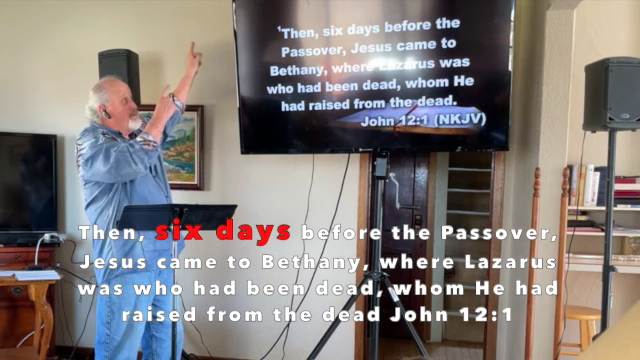 ¹Then, six days before the
Passover, Jesus came to
Bethany, where Lazarus was
who had been dead, whom He
had raised from the dead.
John 12:1 (NKJV)
Then, six days before the Passover,
Jesus came to Bethany, where Lazarus
was who had been dead, whom He had
raised from the dead John 12:1